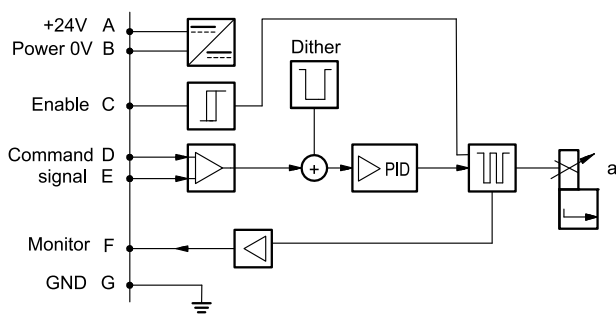 +24V A
Power 0V B
Dither
Enable C
Command D
signal E
+
PID
a
Monitor F
GND G